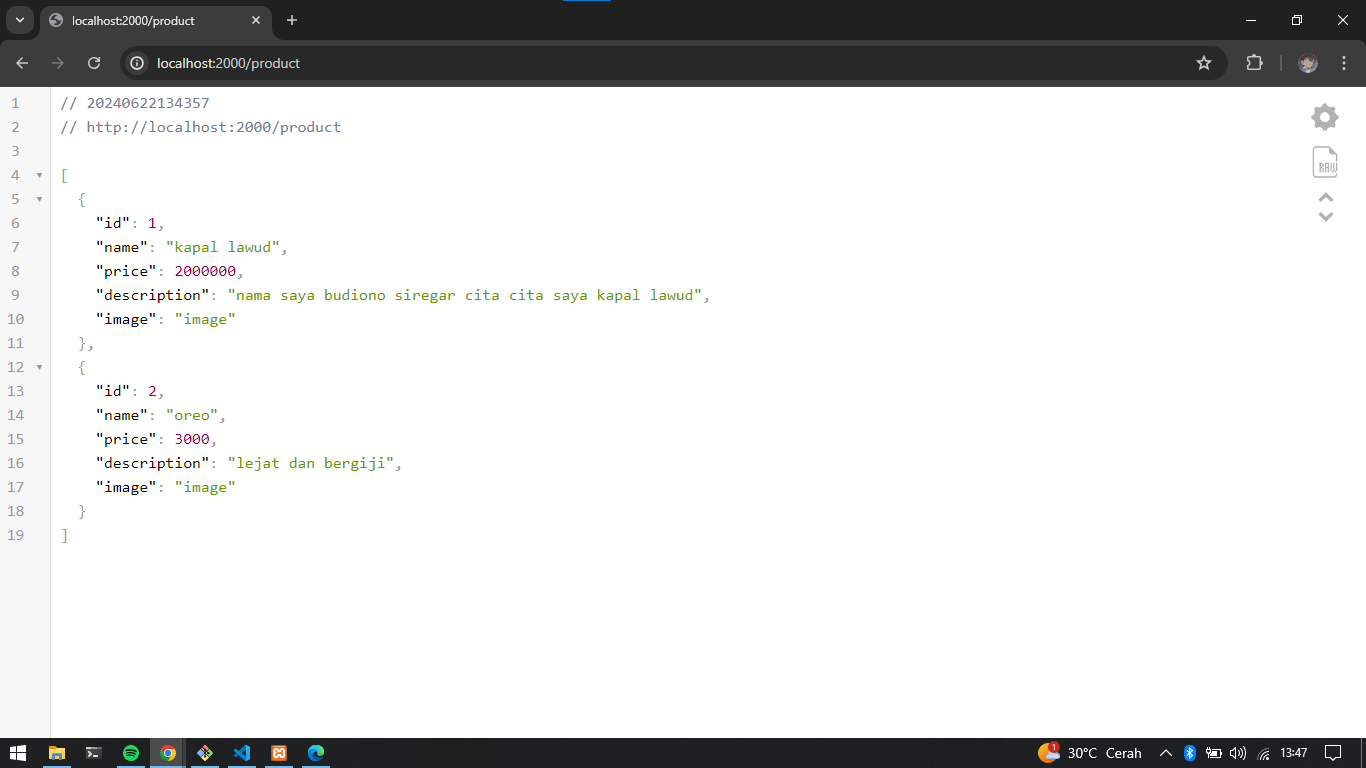 localhost:2000/product
localhost:2000/product
1 // 20240622134357
2 // http://localhost:2000/product
3
4 [
5 {
6 "id": 1,
7 "name": "kapal lawud",
8 "price": 2000000,
9 "description": "nama saya budiono siregar cita cita saya kapal lawud",
10 "image": "image"
11 },
12 {
13 "id": 2,
14 "name": "oreo",
15 "price": 3000,
16 "description": "lejat dan bergiji",
17 "image": "image"
18 }
19 ]
RAW
1 30°C Cerah 13:47